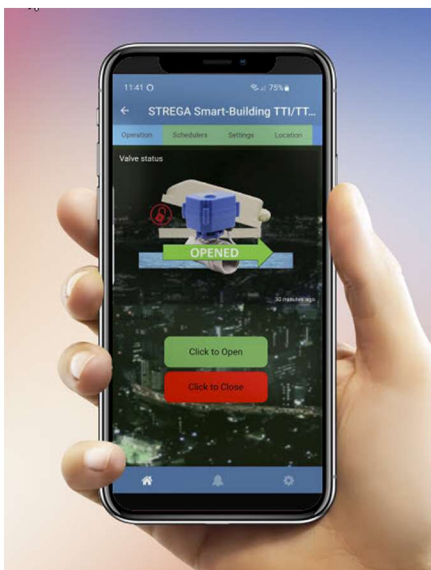 11:41
75%
STREGA Smart-Building TTI/TT...
Operation Schedulers Settings Location
Valve status
OPENED
30 minutes ago
Click to Open
Click to Close